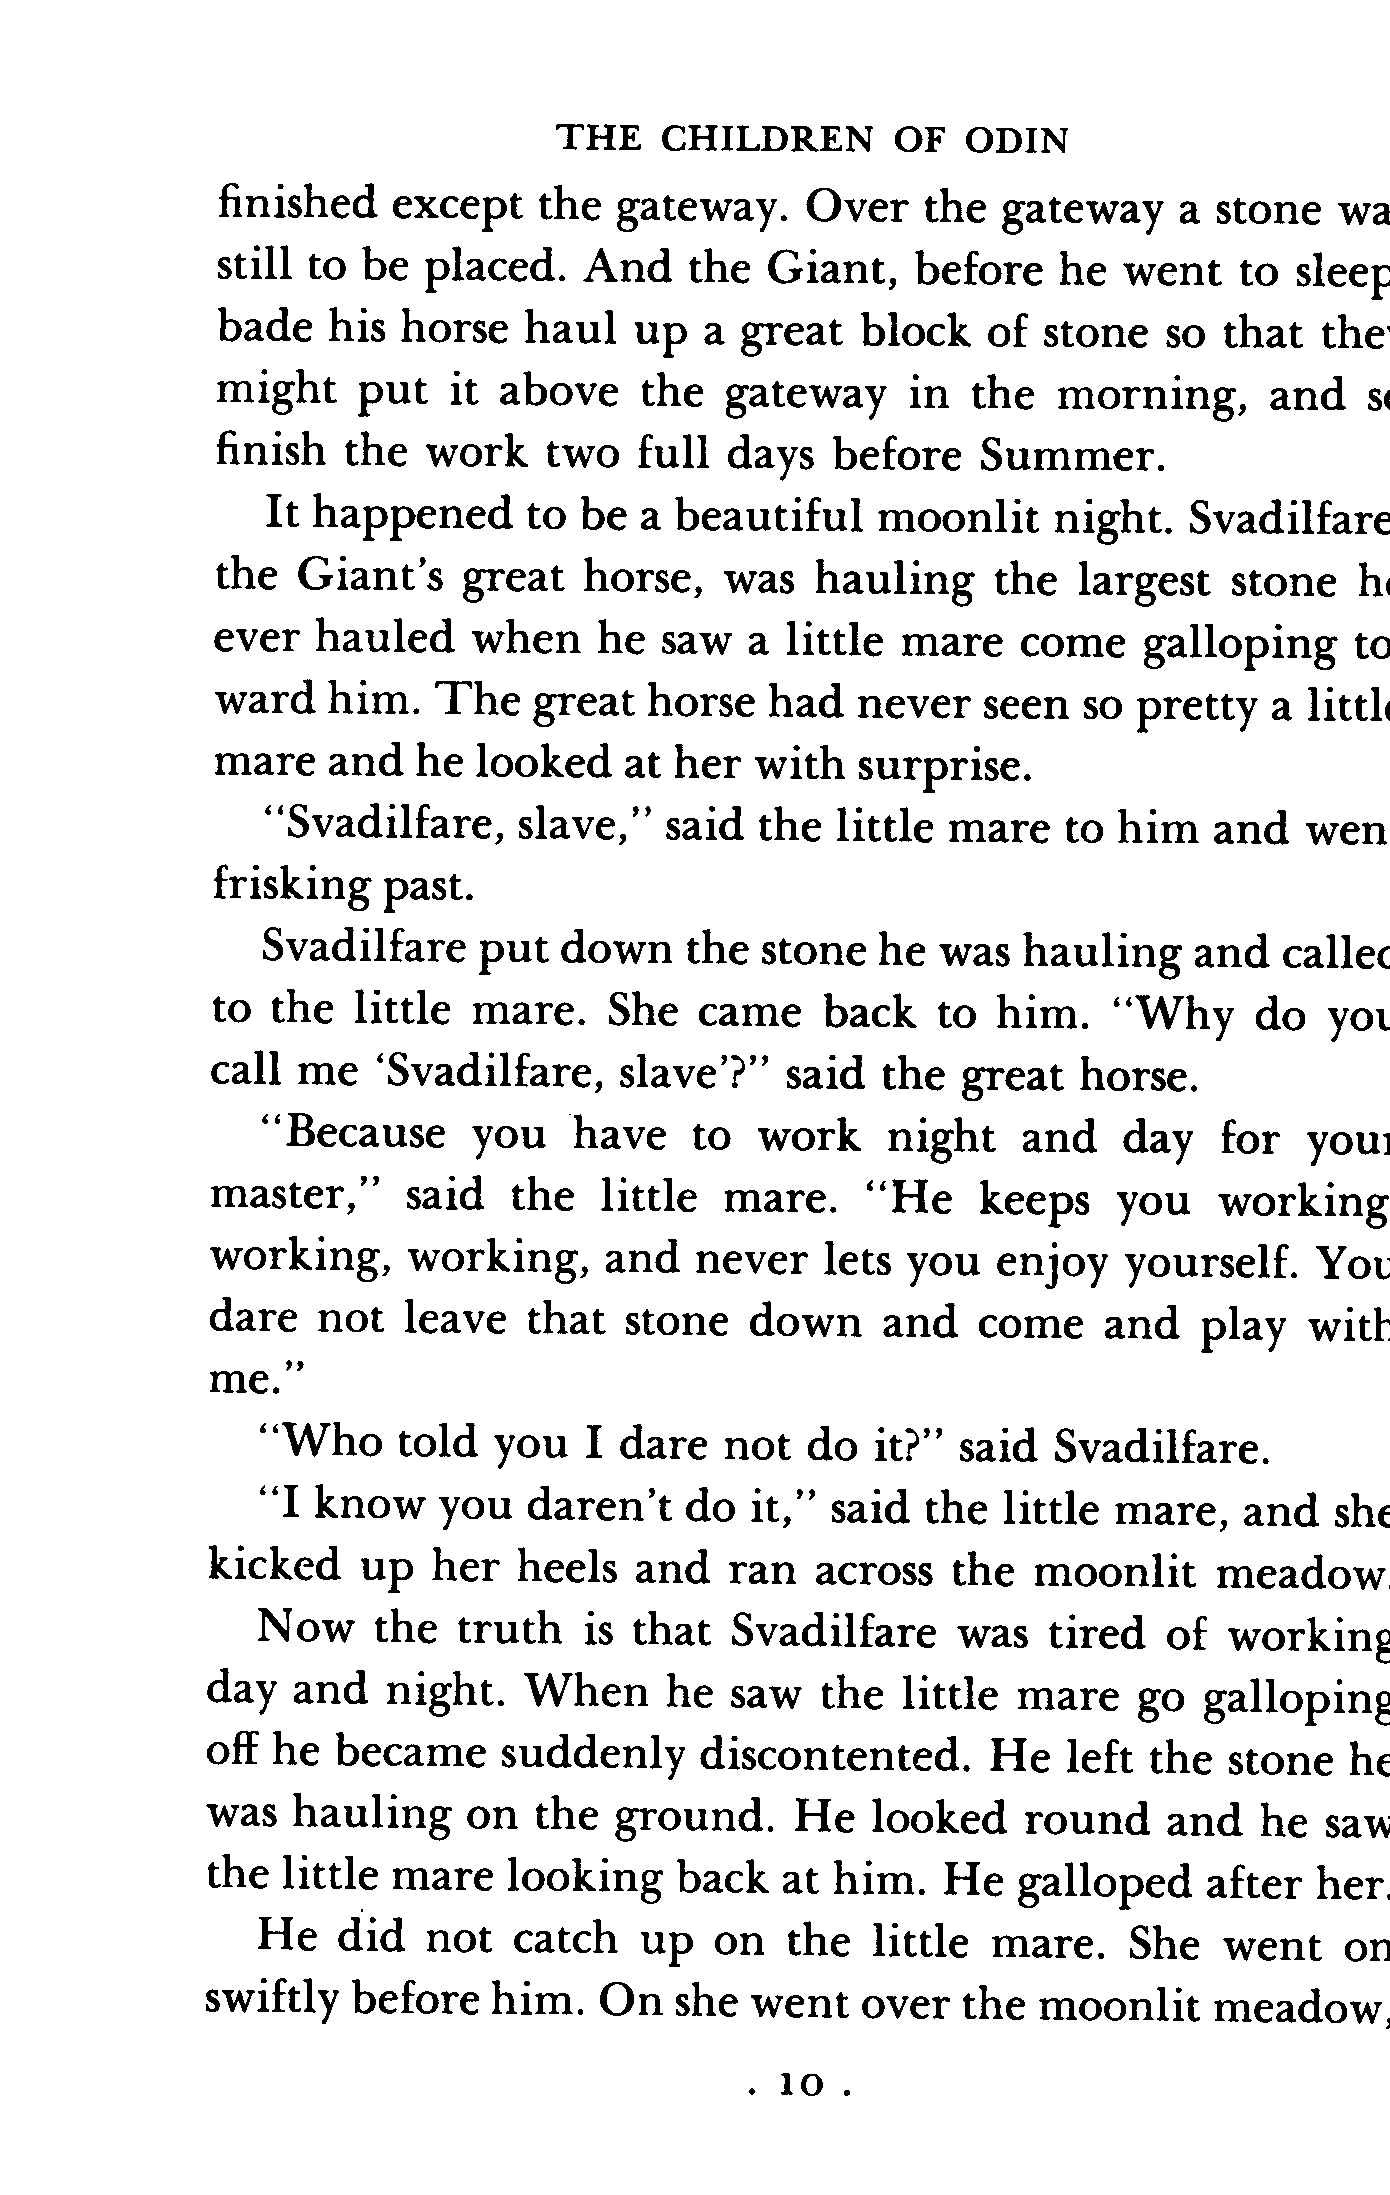 THE CHILDREN OF ODIN
finished except the gateway. Over the gateway a stone wa
still to be placed. And the Giant, before he went to sleep
bade his horse haul up a great block of stone so that they
might put it above the gateway in the morning, and s
finish the work two full days before Summer.
It happened to be a beautiful moonlit night. Svadilfare
the Giant's great horse, was hauling the largest stone he
ever hauled when he saw a little mare come galloping to
ward him. The great horse had never seen so pretty a little
mare and he looked at her with surprise.
"Svadilfare, slave," said the little mare to him and wen
frisking past.
Svadilfare put down the stone he was hauling and called
to the little mare. She came back to him. "Why do you
call me 'Svadilfare, slave'?" said the great horse.
"Because you have to work night and day for your
master," said the little mare. "He keeps you working
working, working, and never lets you enjoy yourself. You
dare not leave that stone down and come and play with
me."
"Who told you I dare not do it?" said Svadilfare.
"I know you daren't do it," said the little mare, and she
kicked up her heels and ran across the moonlit meadow.
Now the truth is that Svadilfare was tired of working
day and night. When he saw the little mare go galloping
off he became suddenly discontented. He left the stone he
was hauling on the ground. He looked round and he saw
the little mare looking back at him. He galloped after her.
He did not catch up on the little mare. She went on
swiftly before him. On she went over the moonlit meadow,
. 10 .